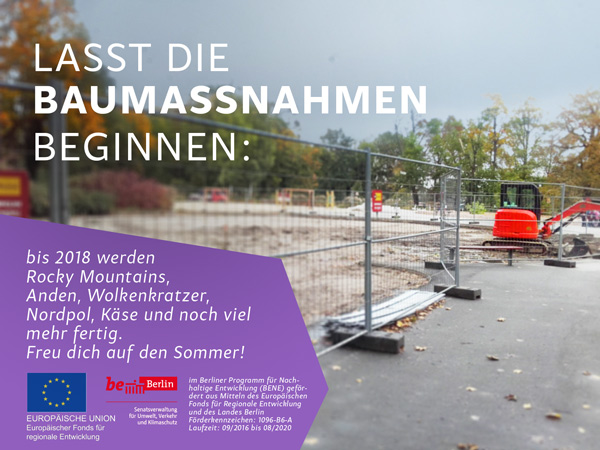 LASST DIE
BAUMASSNAHMEN
BEGINNEN:
bis 2018 werden
Rocky Mountains,
Anden, Wolkenkratzer,
Nordpol, Käse und noch viel
mehr fertig.
Freu dich auf den Sommer!
EUROPÄISCHE UNION
Europäischer Fonds für
regionale Entwicklung
be Berlin
Senatsverwaltung
für Umwelt, Verkehr
und Klimaschutz
im Berliner Programm für Nach-
haltige Entwicklung (BENE) geför-
dert aus Mitteln des Europäischen
Fonds für Regionale Entwicklung
und des Landes Berlin
Förderkennzeichen: 1096-B6-A
Laufzeit: 09/2016 bis 08/2020